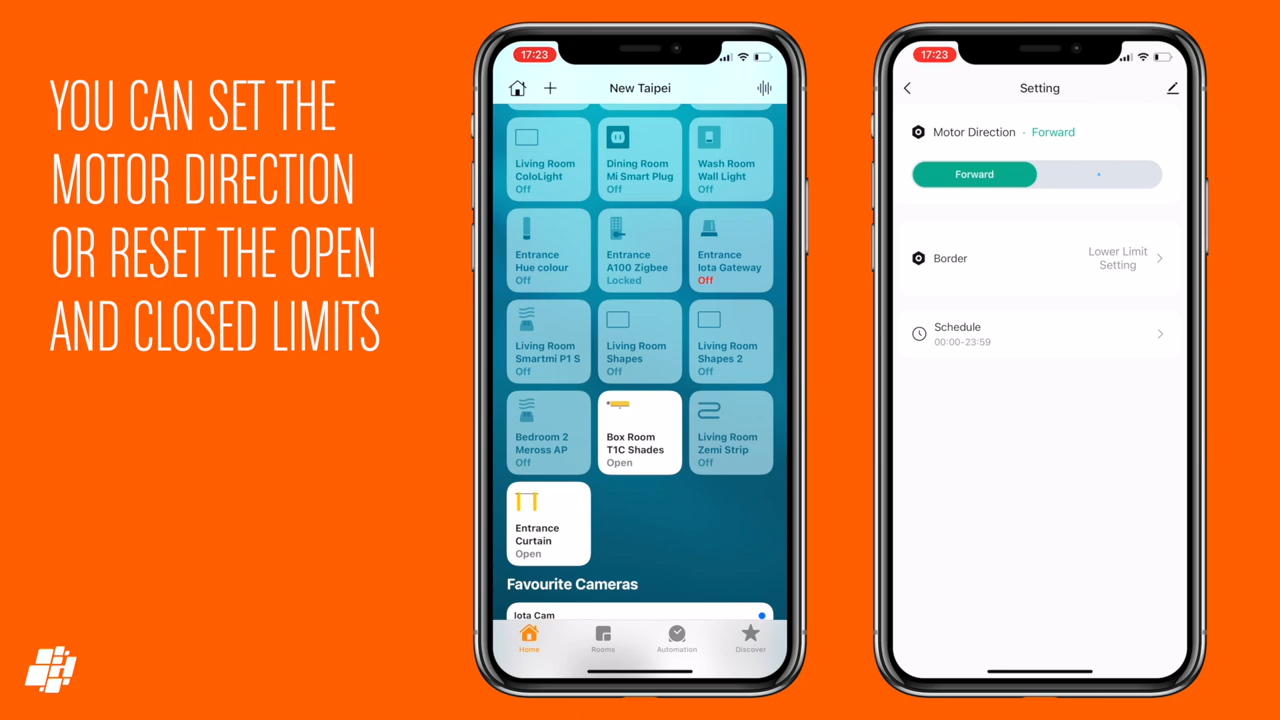 YOU CAN SET THE
MOTOR DIRECTION
OR RESET THE OPEN
AND CLOSED LIMITS
17:23
New Taipei
Living Room
ColoLight
Off
Dining Room
Mi Smart Plug
Off
Wash Room
Wall Light
Off
Entrance
Hue colour
Off
Entrance
A100 Zigbee
Locked
Entrance
Iota Gateway
Off
Living Room
Smartmi P1 S
Off
Living Room
Shapes
Off
Living Room
Shapes 2
Off
Bedroom 2
Meross AP
Off
Box Room
T1C Shades
Open
Living Room
Zemi Strip
Off
Entrance
Curtain
Open
Favourite Cameras
Iota Cam
Home
Rooms
Automation
Discover
17:23
Setting
Motor Direction · Forward
Forward
Border
Lower Limit
Setting
Schedule
00:00-23:59